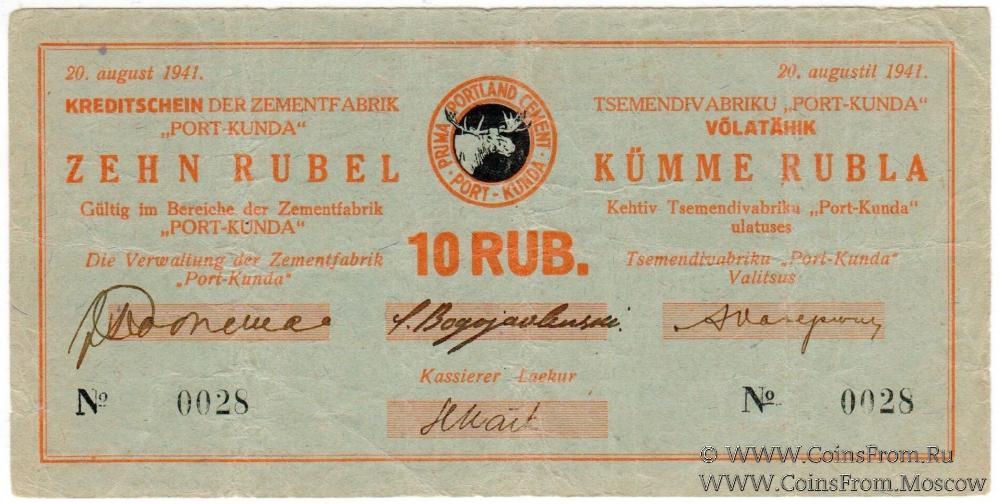 20. august 1941.
KREDITSCHEIN DER ZEMENTFABRIK
„PORT-KUNDA"
ZEHN RUBEL
Gültig im Bereiche der Zementfabrik
„PORT-KUNDA"
Die Verwaltung der Zementfabrik
„Port-Kunda"
PRIMA PORTLAND CEMENT
· PORT - KUNDA ·
10 RUB.
20. augustil 1941.
TSEMENDIVABRIKU „PORT-KUNDA"
VÕLATÄHIK
KÜMME RUBLA
Kehtiv Tsemendivabriku „Port-Kunda"
ulatuses
Tsemendivabriku „Port-Kunda"
Valitsus
S. Bogojavlenski.
Kassierer Laekur
№ 0028
№ 0028
© WWW.CoinsFrom.Ru
WWW.CoinsFrom.Moscow